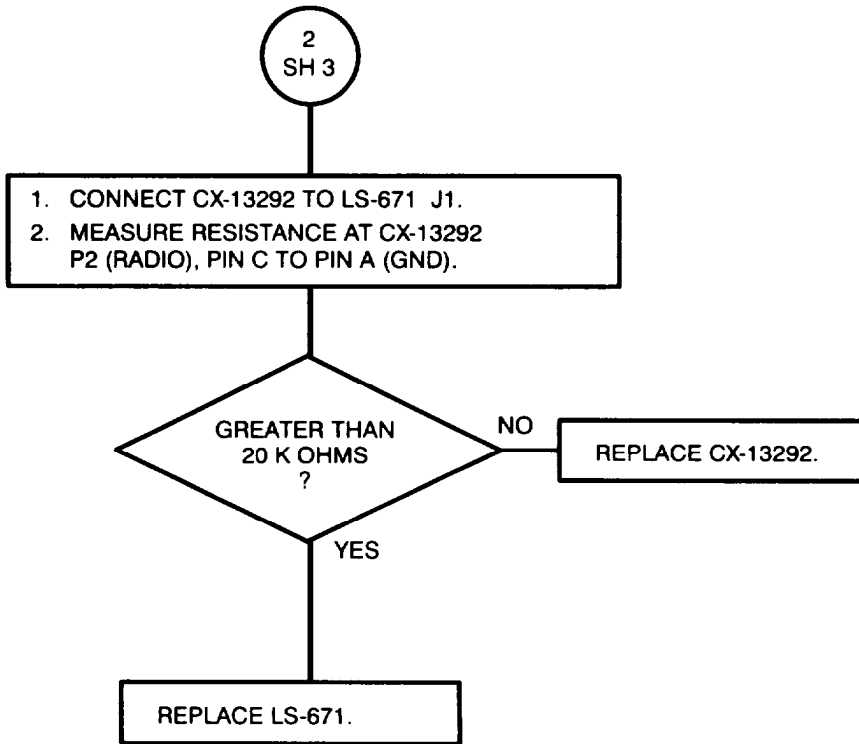 2
SH 3
1. CONNECT CX-13292 TO LS-671 J1.
2. MEASURE RESISTANCE AT CX-13292
P2 (RADIO), PIN C TO PIN A (GND).
GREATER THAN
20 K OHMS
?
NO
REPLACE CX-13292.
YES
REPLACE LS-671.